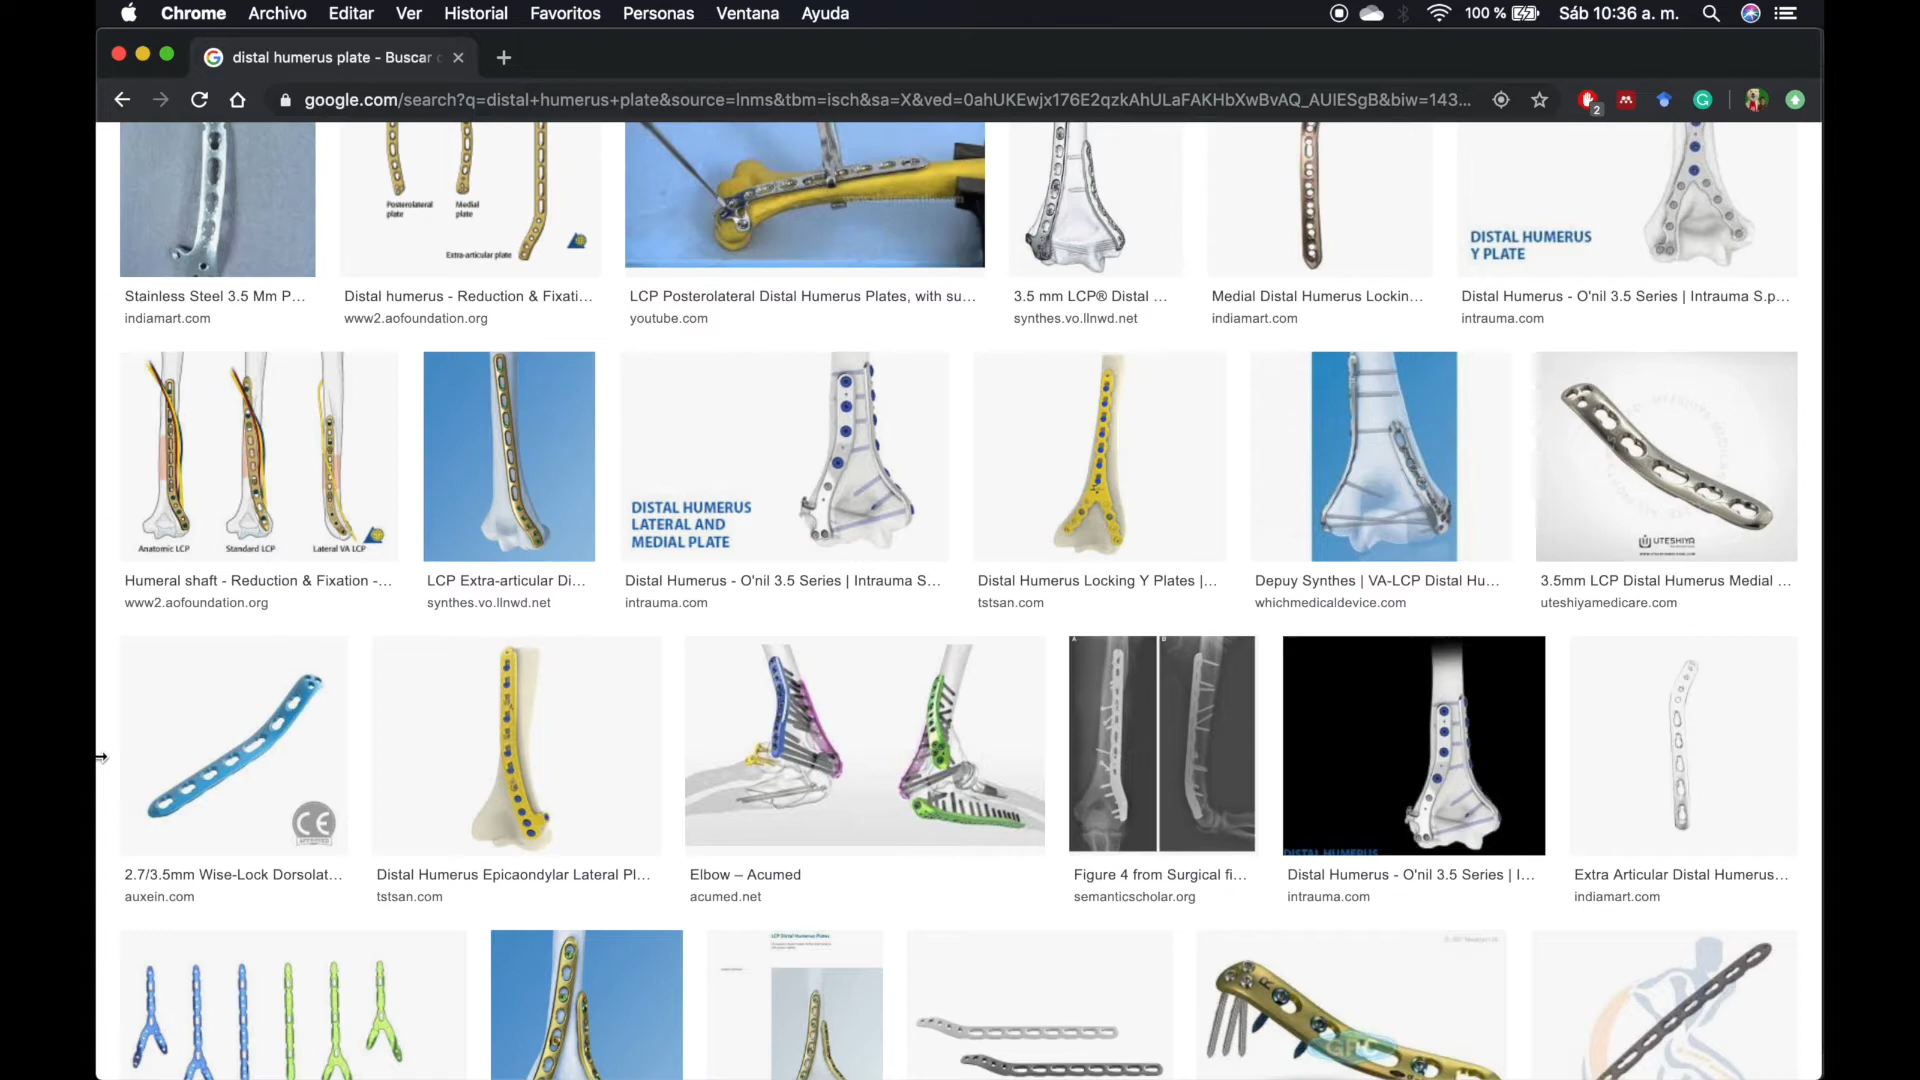 Chrome Archivo Editar Ver Historial Favoritos Personas Ventana Ayuda 100 % Sáb 10:36 a. m.
distal humerus plate - Buscar
google.com/search?q=distal+humerus+plate&source=lnms&tbm=isch&sa=X&ved=0ahUKEwjx176E2qzkAhULaFAKHbXwBvAQ_AUIESgB&biw=143... 2
Posterolateral plate
Medial plate
Extra-articular plate
DISTAL HUMERUS
Y PLATE
Stainless Steel 3.5 Mm P...
indiamart.com
Distal humerus - Reduction & Fixati...
www2.aofoundation.org
LCP Posterolateral Distal Humerus Plates, with su...
youtube.com
3.5 mm LCP® Distal ...
synthes.vo.llnwd.net
Medial Distal Humerus Lockin...
indiamart.com
Distal Humerus - O'nil 3.5 Series | Intrauma S.p...
intrauma.com
Anatomic LCP Standard LCP Lateral VA LCP
DISTAL HUMERUS
LATERAL AND
MEDIAL PLATE
UTESHIYA
Humeral shaft - Reduction & Fixation -...
www2.aofoundation.org
LCP Extra-articular Di...
synthes.vo.llnwd.net
Distal Humerus - O'nil 3.5 Series | Intrauma S...
intrauma.com
Distal Humerus Locking Y Plates |...
tstsan.com
Depuy Synthes | VA-LCP Distal Hu...
whichmedicaldevice.com
3.5mm LCP Distal Humerus Medial ...
uteshiyamedicare.com
CE
APPROVED
A
DISTAL HUMERUS
2.7/3.5mm Wise-Lock Dorsolat...
auxein.com
Distal Humerus Epicaondylar Lateral Pl...
tstsan.com
Elbow – Acumed
acumed.net
Figure 4 from Surgical fi...
semanticscholar.org
Distal Humerus - O'nil 3.5 Series | I...
intrauma.com
Extra Articular Distal Humerus...
indiamart.com
LCP Distal Humerus Plates
R
GPC